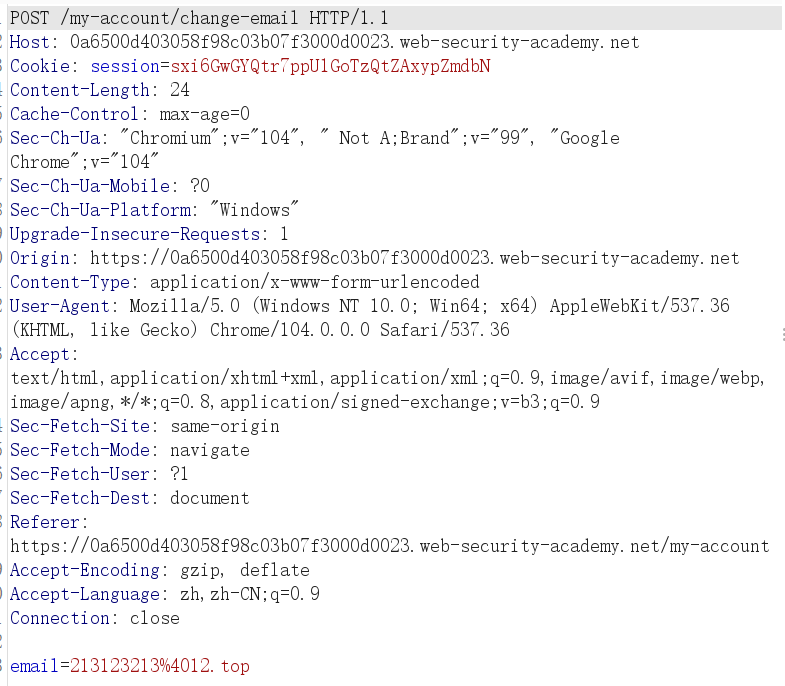 POST /my-account/change-email HTTP/1.1
Host: 0a6500d403058f98c03b07f3000d0023.web-security-academy.net
Cookie: session=sxi6GwGYQtr7ppUlGoTzQtZAxypZmdbN
Content-Length: 24
Cache-Control: max-age=0
Sec-Ch-Ua: "Chromium";v="104", " Not A;Brand";v="99", "Google
Chrome";v="104"
Sec-Ch-Ua-Mobile: ?0
Sec-Ch-Ua-Platform: "Windows"
Upgrade-Insecure-Requests: 1
Origin: https://0a6500d403058f98c03b07f3000d0023.web-security-academy.net
Content-Type: application/x-www-form-urlencoded
User-Agent: Mozilla/5.0 (Windows NT 10.0; Win64; x64) AppleWebKit/537.36
(KHTML, like Gecko) Chrome/104.0.0.0 Safari/537.36
Accept:
text/html,application/xhtml+xml,application/xml;q=0.9,image/avif,image/webp,
image/apng,*/*;q=0.8,application/signed-exchange;v=b3;q=0.9
Sec-Fetch-Site: same-origin
Sec-Fetch-Mode: navigate
Sec-Fetch-User: ?1
Sec-Fetch-Dest: document
Referer:
https://0a6500d403058f98c03b07f3000d0023.web-security-academy.net/my-account
Accept-Encoding: gzip, deflate
Accept-Language: zh,zh-CN;q=0.9
Connection: close
email=213123213%4012.top